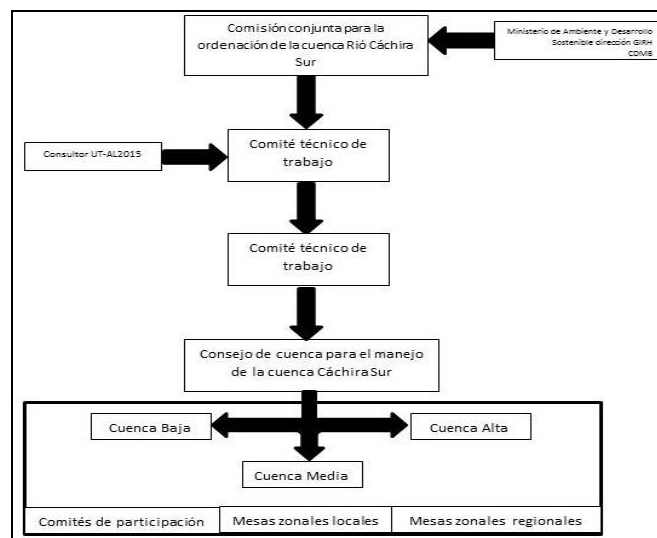 Comisión conjunta para la
ordenación de la cuenca Rió Cáchira
Sur
Ministerio de Ambiente y Desarrollo
Sostenible dirección GIRH
CDMB
Consultor UT-AL2015
Comité técnico de
trabajo
Comité técnico de
trabajo
Consejo de cuenca para el manejo
de la cuenca Cáchira Sur
Cuenca Baja
Cuenca Alta
Cuenca Media
Comités de participación
Mesas zonales locales
Mesas zonales regionales